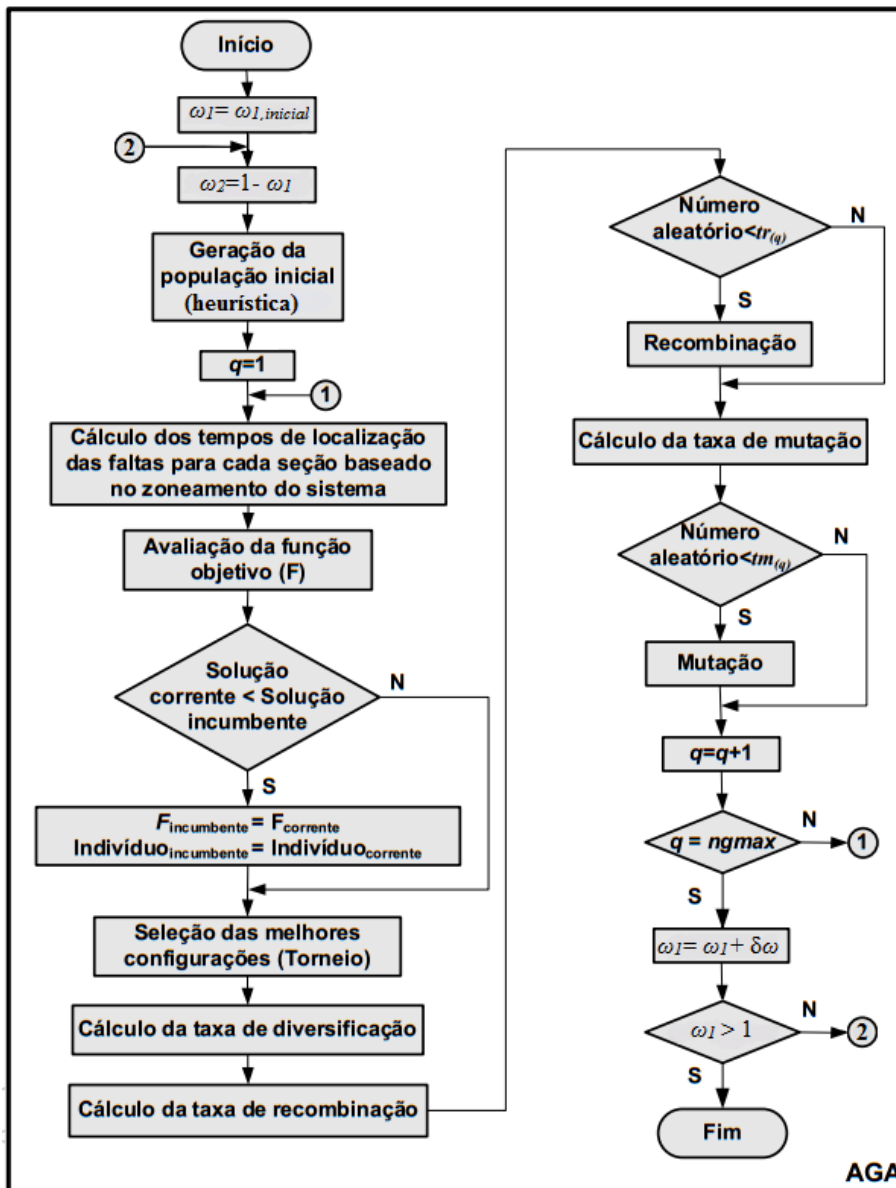 Início
ω1= ω1,inicial
2
ω2=1- ω1
Geração da
população inicial
(heurística)
q=1
1
Cálculo dos tempos de localização
das faltas para cada seção baseado
no zoneamento do sistema
Avaliação da função
objetivo (F)
Solução
corrente < Solução
incumbente
N
S
Fincumbente = Fcorrente
Indivíduoincumbente = Indivíduocorrente
Seleção das melhores
configurações (Torneio)
Cálculo da taxa de diversificação
Cálculo da taxa de recombinação
Número
aleatório<tr(q)
N
S
Recombinação
Cálculo da taxa de mutação
Número
aleatório<tm(q)
N
S
Mutação
q=q+1
q = ngmax
N
1
S
ω1= ω1 + δω
ω1 > 1
N
2
S
Fim
AGA